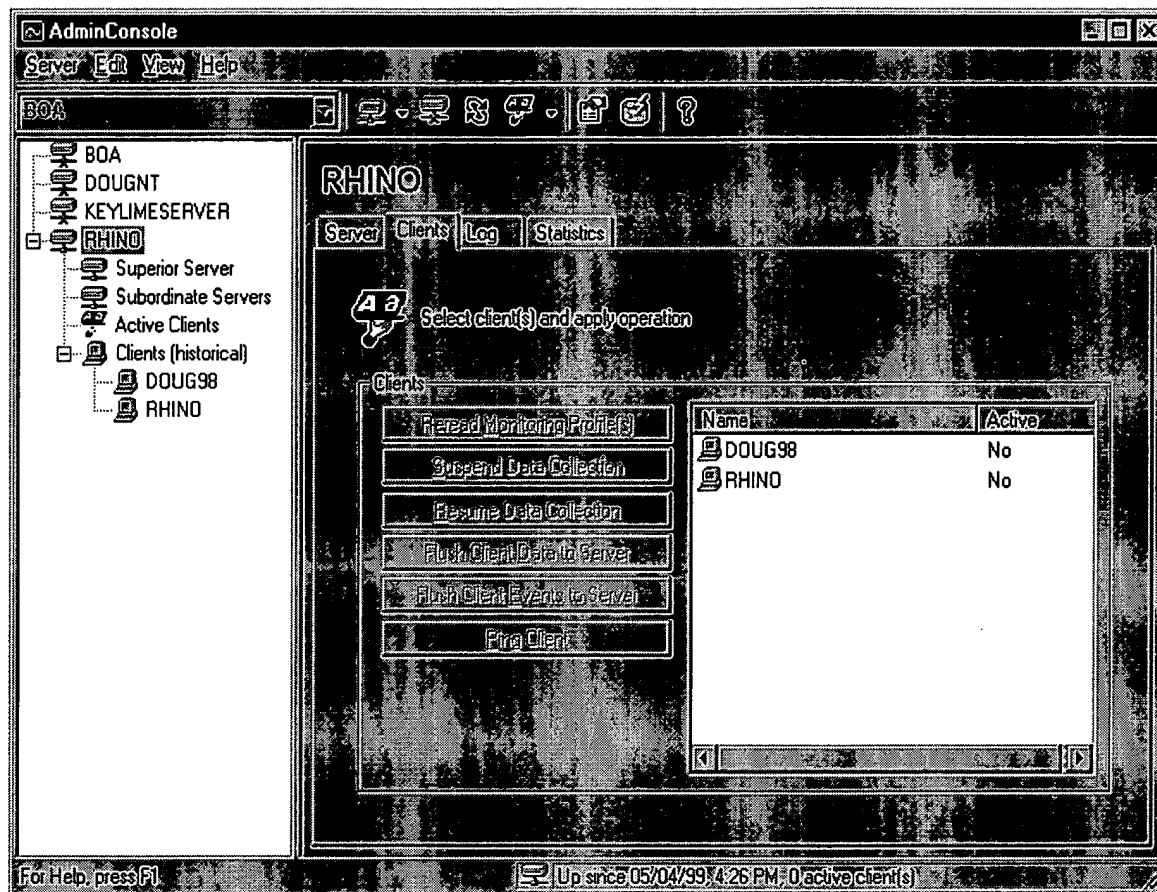 AdminConsole
Server Edit View Help
BOA
BOA
DOUGNT
KEYLIMESERVER
RHINO
Superior Server
Subordinate Servers
Active Clients
Clients (historical)
DOUG98
RHINO
RHINO
Server Clients Log Statistics
A a
Select client(s) and apply operation
Clients
Reread Monitoring Profile(s)
Suspend Data Collection
Resume Data Collection
Flush Client Data to Server
Flush Client Events to Server
Ping Client
Name Active
DOUG98 No
RHINO No
For Help, press F1
Up since 05/04/99, 4:26 PM, 0 active client(s)